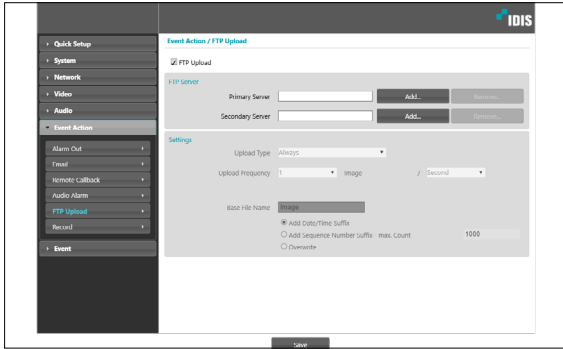 IDIS
Quick Setup
System
Network
Video
Audio
Event Action
Alarm Out
Email
Remote Callback
Audio Alarm
FTP Upload
Record
Event
Event Action / FTP Upload
FTP Upload
FTP Server
Primary Server Add... Remove...
Secondary Server Add... Remove...
Settings
Upload Type Always
Upload Frequency 1 Image / Second
Base File Name Image
Add Date/Time Suffix
Add Sequence Number Suffix max. Count 1000
Overwrite
Save